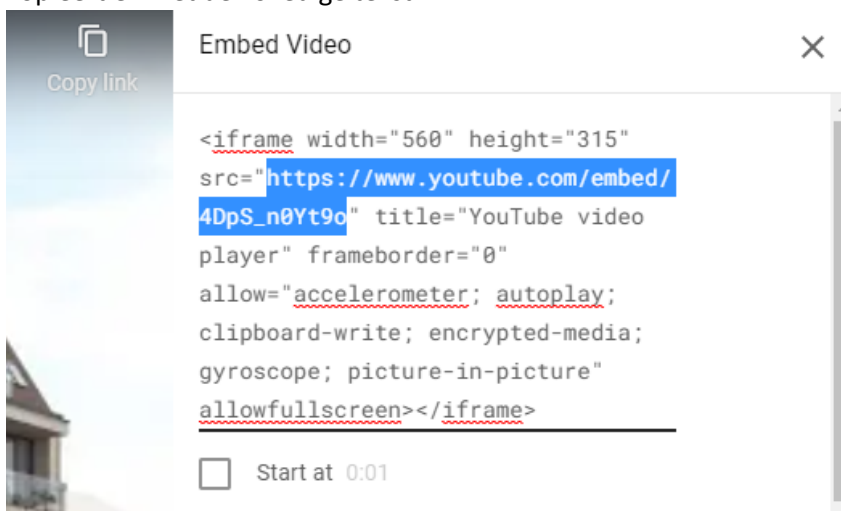 Copy link
Embed Video
<iframe width="560" height="315"
src="https://www.youtube.com/embed/
4DpS_n0Yt9o" title="YouTube video
player" frameborder="0"
allow="accelerometer; autoplay;
clipboard-write; encrypted-media;
gyroscope; picture-in-picture"
allowfullscreen></iframe>
Start at 0:01